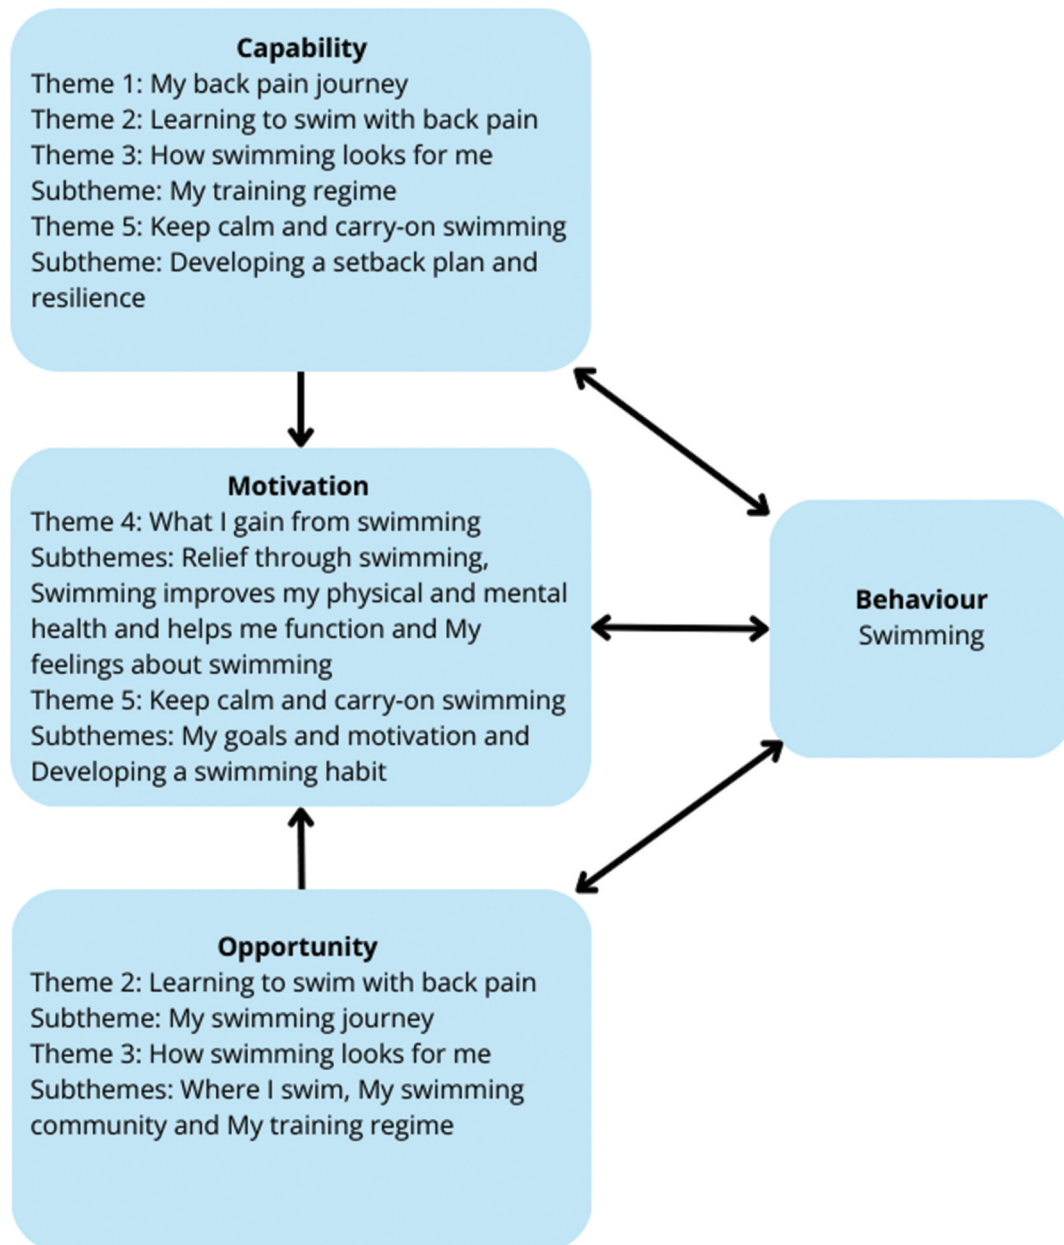 Capability
Theme 1: My back pain journey
Theme 2: Learning to swim with back pain
Theme 3: How swimming looks for me
Subtheme: My training regime
Theme 5: Keep calm and carry-on swimming
Subtheme: Developing a setback plan and
resilience
Motivation
Theme 4: What I gain from swimming
Subthemes: Relief through swimming,
Swimming improves my physical and mental
health and helps me function and My
feelings about swimming
Theme 5: Keep calm and carry-on swimming
Subthemes: My goals and motivation and
Developing a swimming habit
Behaviour
Swimming
Opportunity
Theme 2: Learning to swim with back pain
Subtheme: My swimming journey
Theme 3: How swimming looks for me
Subthemes: Where I swim, My swimming
community and My training regime